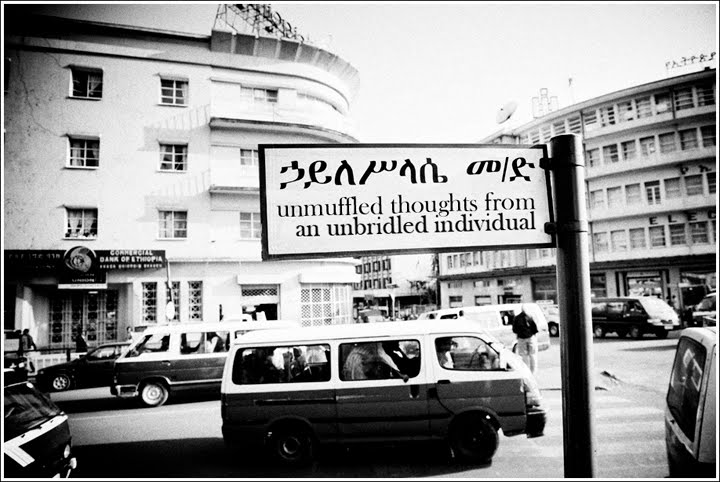 ኃይለሥላሴ መ/ድ
unmuffled thoughts from
an unbridled individual
COMMERCIAL
BANK OF ETHIOPIA